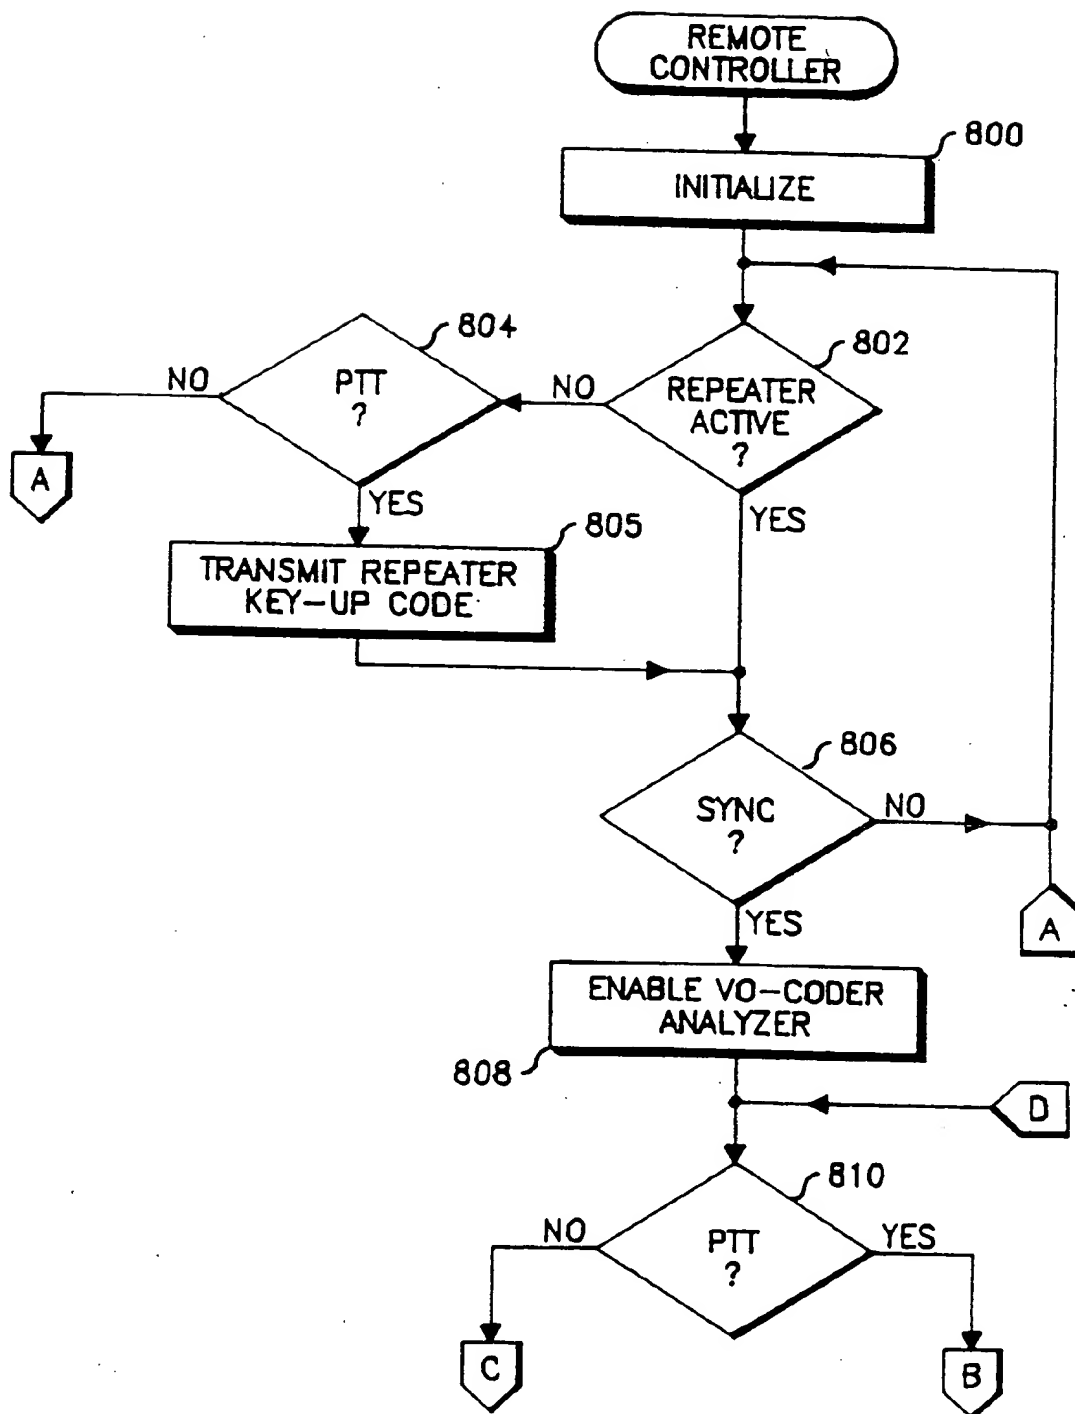 REMOTE
CONTROLLER
800
INITIALIZE
804
802
NO
PTT
?
NO
REPEATER
ACTIVE
?
A
YES
YES
805
TRANSMIT REPEATER
KEY-UP CODE
806
SYNC
?
NO
YES
A
ENABLE VO-CODER
ANALYZER
808
D
810
NO
PTT
?
YES
C
B